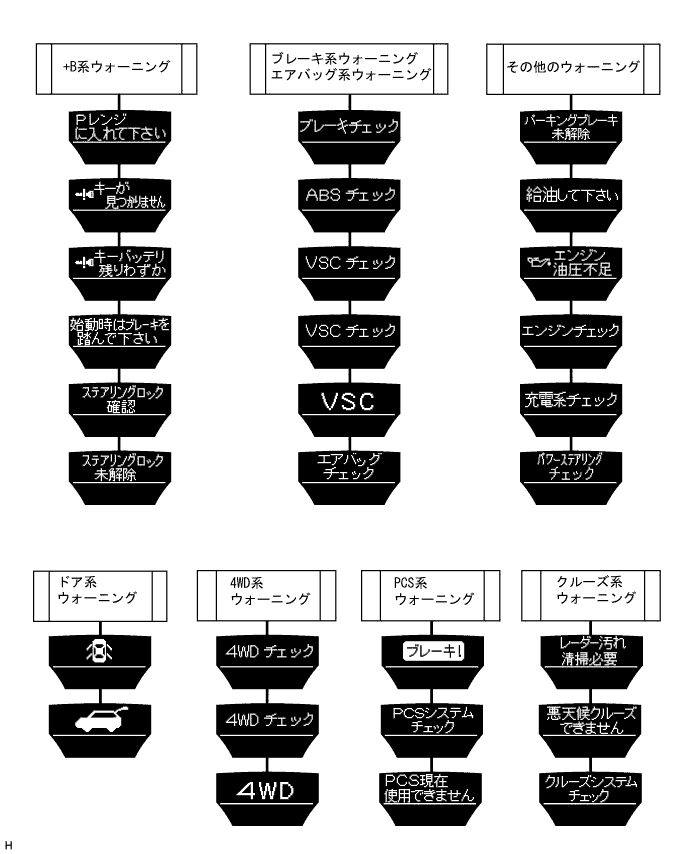 +B系ウォーニング
Pレンジ
に入れて下さい
キーが
見つかりません
キーバッテリ
残りわずか
始動時はブレーキを
踏んで下さい
ステアリングロック
確認
ステアリングロック
未解除
ブレーキ系ウォーニング
エアバッグ系ウォーニング
ブレーキチェック
ABS チェック
VSC チェック
VSC チェック
VSC
エアバッグ
チェック
その他のウォーニング
パーキングブレーキ
未解除
給油して下さい
エンジン
油圧不足
エンジンチェック
充電系チェック
パワーステアリング
チェック
ドア系
ウォーニング
4WD系
ウォーニング
4WD チェック
4WD チェック
4WD
PCS系
ウォーニング
ブレーキ!
PCSシステム
チェック
PCS現在
使用できません
クルーズ系
ウォーニング
レーダー汚れ
清掃必要
悪天候クルーズ
できません
クルーズシステム
チェック
H